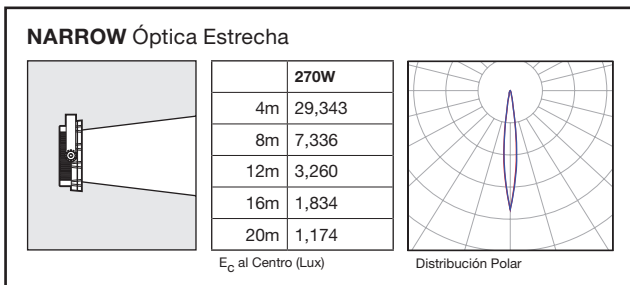 NARROW Óptica Estrecha
270W
4m 29,343
8m 7,336
12m 3,260
16m 1,834
20m 1,174
EC al Centro (Lux)
Distribución Polar